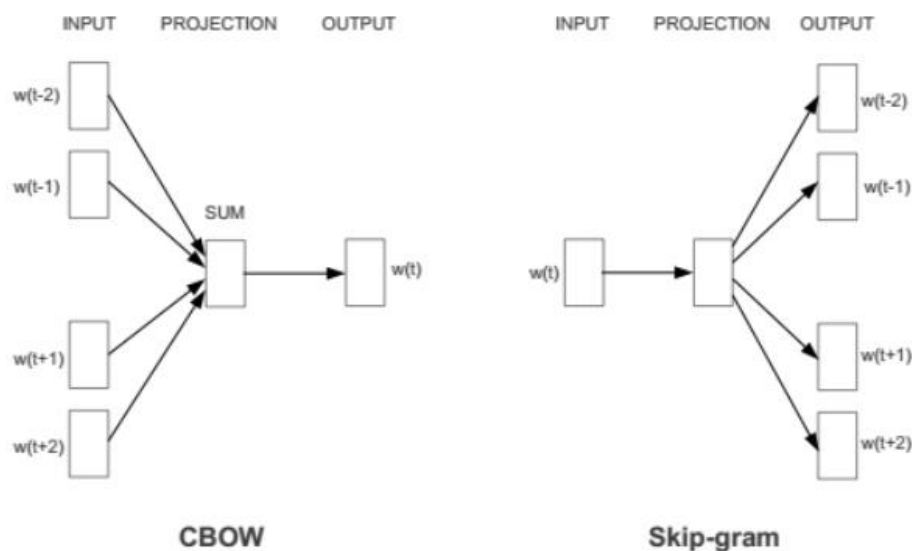 INPUT PROJECTION OUTPUT
w(t-2)
w(t-1)
SUM
w(t)
w(t+1)
w(t+2)
CBOW
INPUT PROJECTION OUTPUT
w(t-2)
w(t-1)
w(t)
w(t+1)
w(t+2)
Skip-gram